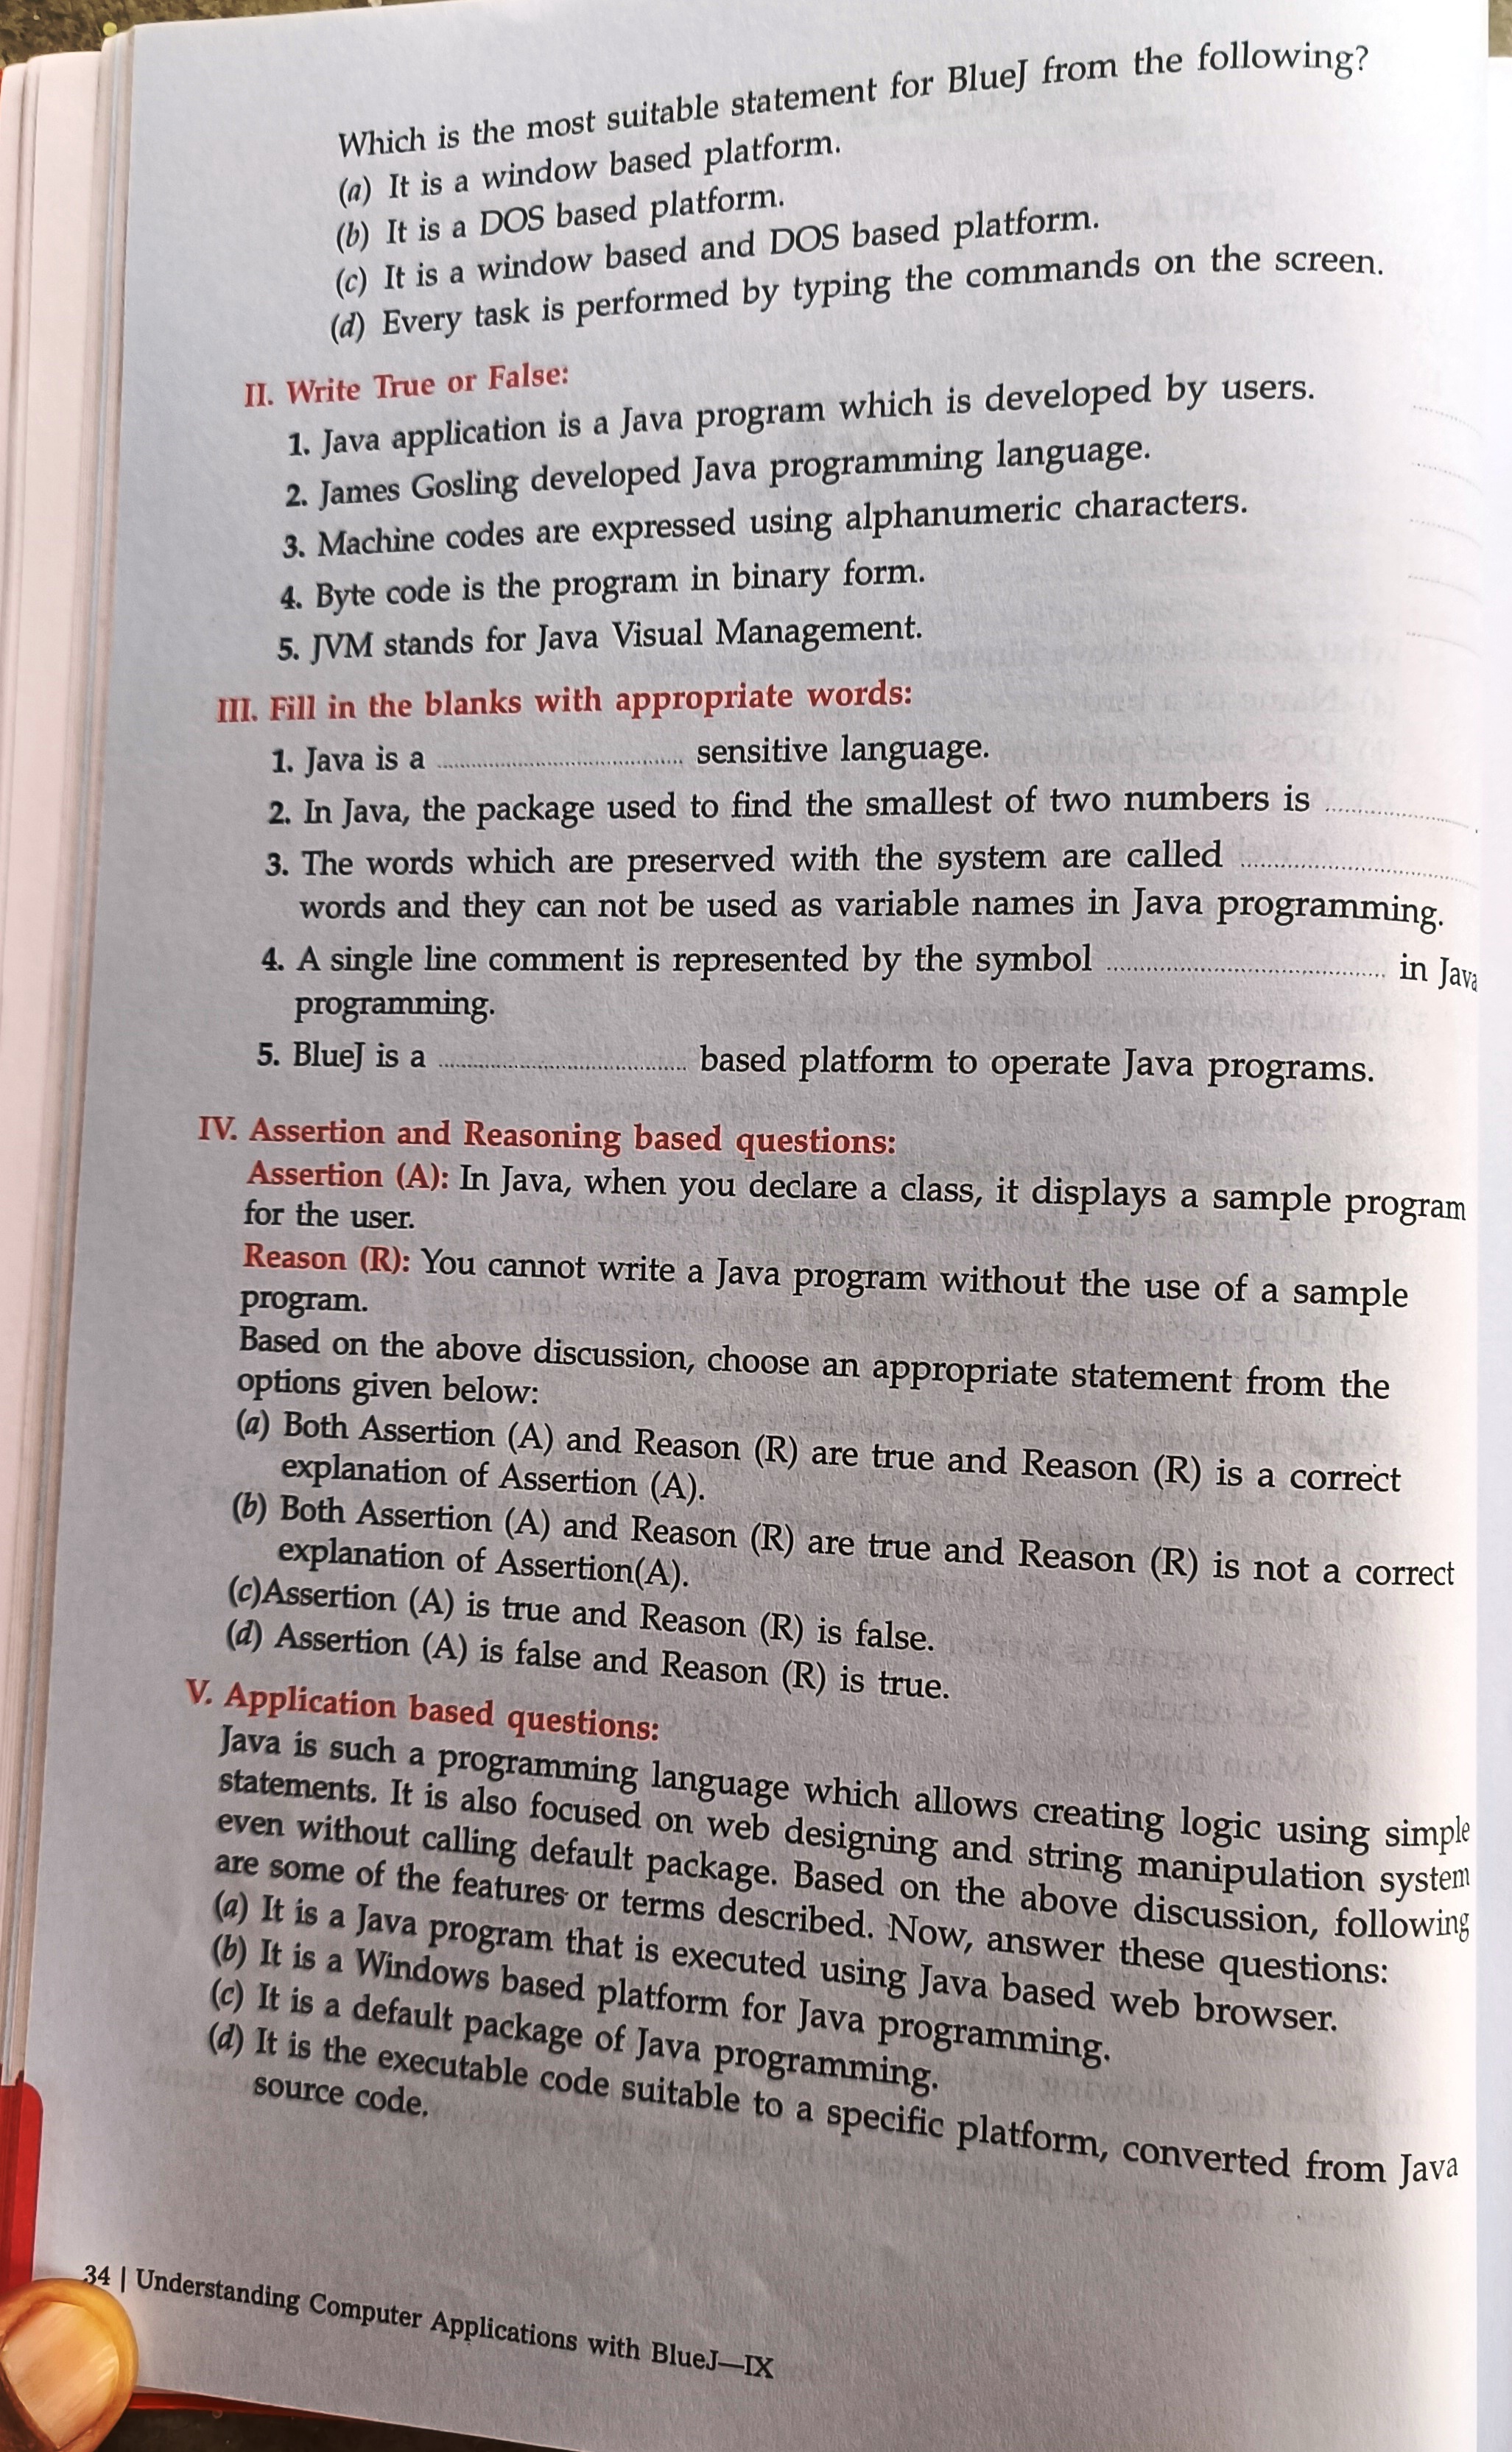 Which is the most suitable statement for BlueJ from the following?
(a) It is a window based platform.
(b) It is a DOS based platform.
(c) It is a window based and DOS based platform.
(d) Every task is performed by typing the commands on the screen.
II. Write True or False:
1. Java application is a Java program which is developed by users.
2. James Gosling developed Java programming language.
3. Machine codes are expressed using alphanumeric characters.
4. Byte code is the program in binary form.
5. JVM stands for Java Visual Management.
III. Fill in the blanks with appropriate words:
1. Java is a .................................... sensitive language.
2. In Java, the package used to find the smallest of two numbers is ....................
3. The words which are preserved with the system are called ....................
words and they can not be used as variable names in Java programming.
4. A single line comment is represented by the symbol .................................... in Java
programming.
5. BlueJ is a .................................... based platform to operate Java programs.
IV. Assertion and Reasoning based questions:
Assertion (A): In Java, when you declare a class, it displays a sample program
for the user.
Reason (R): You cannot write a Java program without the use of a sample
program.
Based on the above discussion, choose an appropriate statement from the
options given below:
(a) Both Assertion (A) and Reason (R) are true and Reason (R) is a correct
explanation of Assertion (A).
(b) Both Assertion (A) and Reason (R) are true and Reason (R) is not a correct
explanation of Assertion(A).
(c)Assertion (A) is true and Reason (R) is false.
(d) Assertion (A) is false and Reason (R) is true.
V. Application based questions:
Java is such a programming language which allows creating logic using simple
statements. It is also focused on web designing and string manipulation system
even without calling default package. Based on the above discussion, following
are some of the features or terms described. Now, answer these questions:
(a) It is a Java program that is executed using Java based web browser.
(b) It is a Windows based platform for Java programming.
(c) It is a default package of Java programming.
(d) It is the executable code suitable to a specific platform, converted from Java
source code.
34 | Understanding Computer Applications with BlueJ—IX